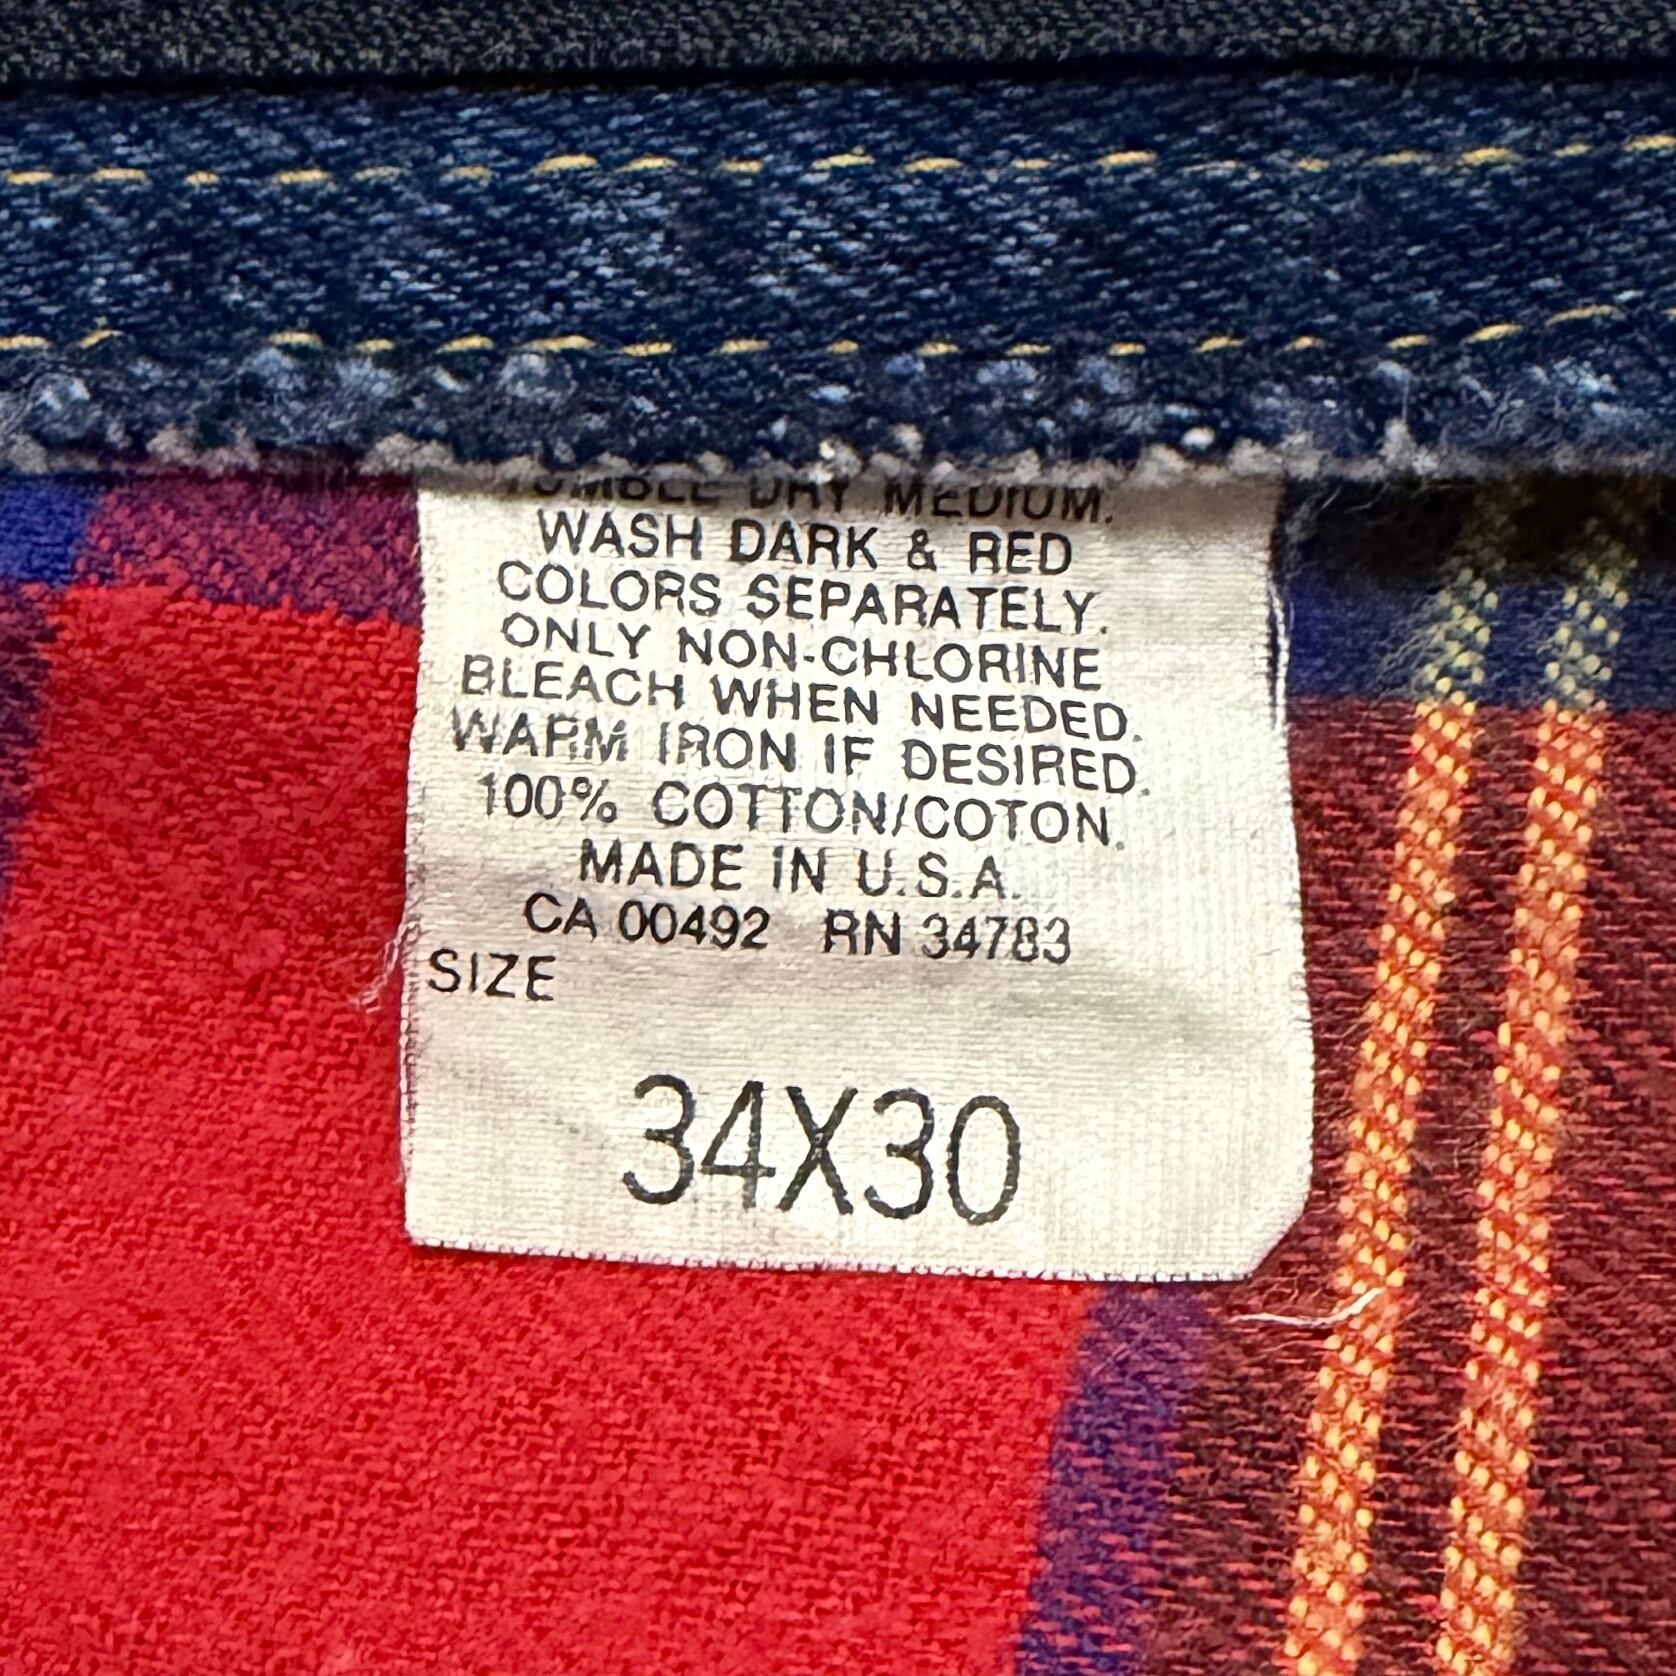 TUMBLE DRY MEDIUM.
WASH DARK & RED
COLORS SEPARATELY.
ONLY NON-CHLORINE
BLEACH WHEN NEEDED.
WARM IRON IF DESIRED.
100% COTTON/COTON.
MADE IN U.S.A.
CA 00492 RN 34783
SIZE
34X30